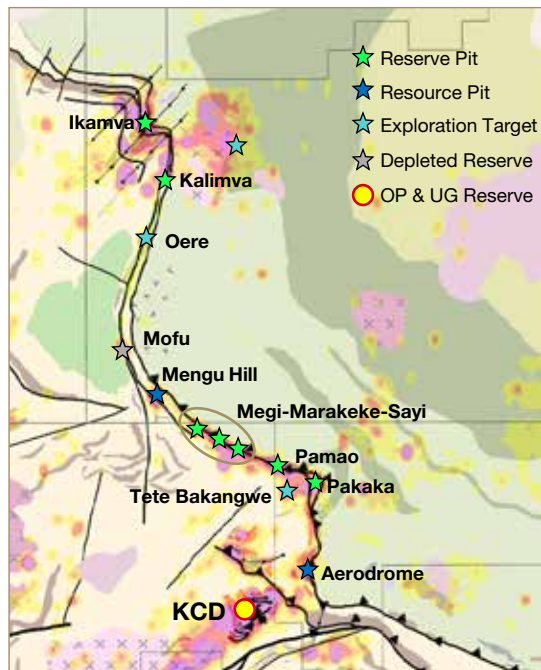 Reserve Pit
Resource Pit
Exploration Target
Depleted Reserve
OP & UG Reserve
Ikamva
Kalimva
Oere
Mofu
Mengu Hill
Megi-Marakeke-Sayi
Pamao
Tete Bakangwe
Pakaka
Aerodrome
KCD